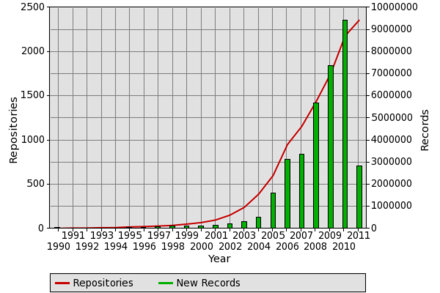 2500
2000
1500
1000
500
0
10000000
9000000
8000000
7000000
6000000
5000000
4000000
3000000
2000000
1000000
0
Repositories
Records
1991 1993 1995 1997 1999 2001 2003 2005 2007 2009 2011
1990 1992 1994 1996 1998 2000 2002 2004 2006 2008 2010
Year
Repositories New Records